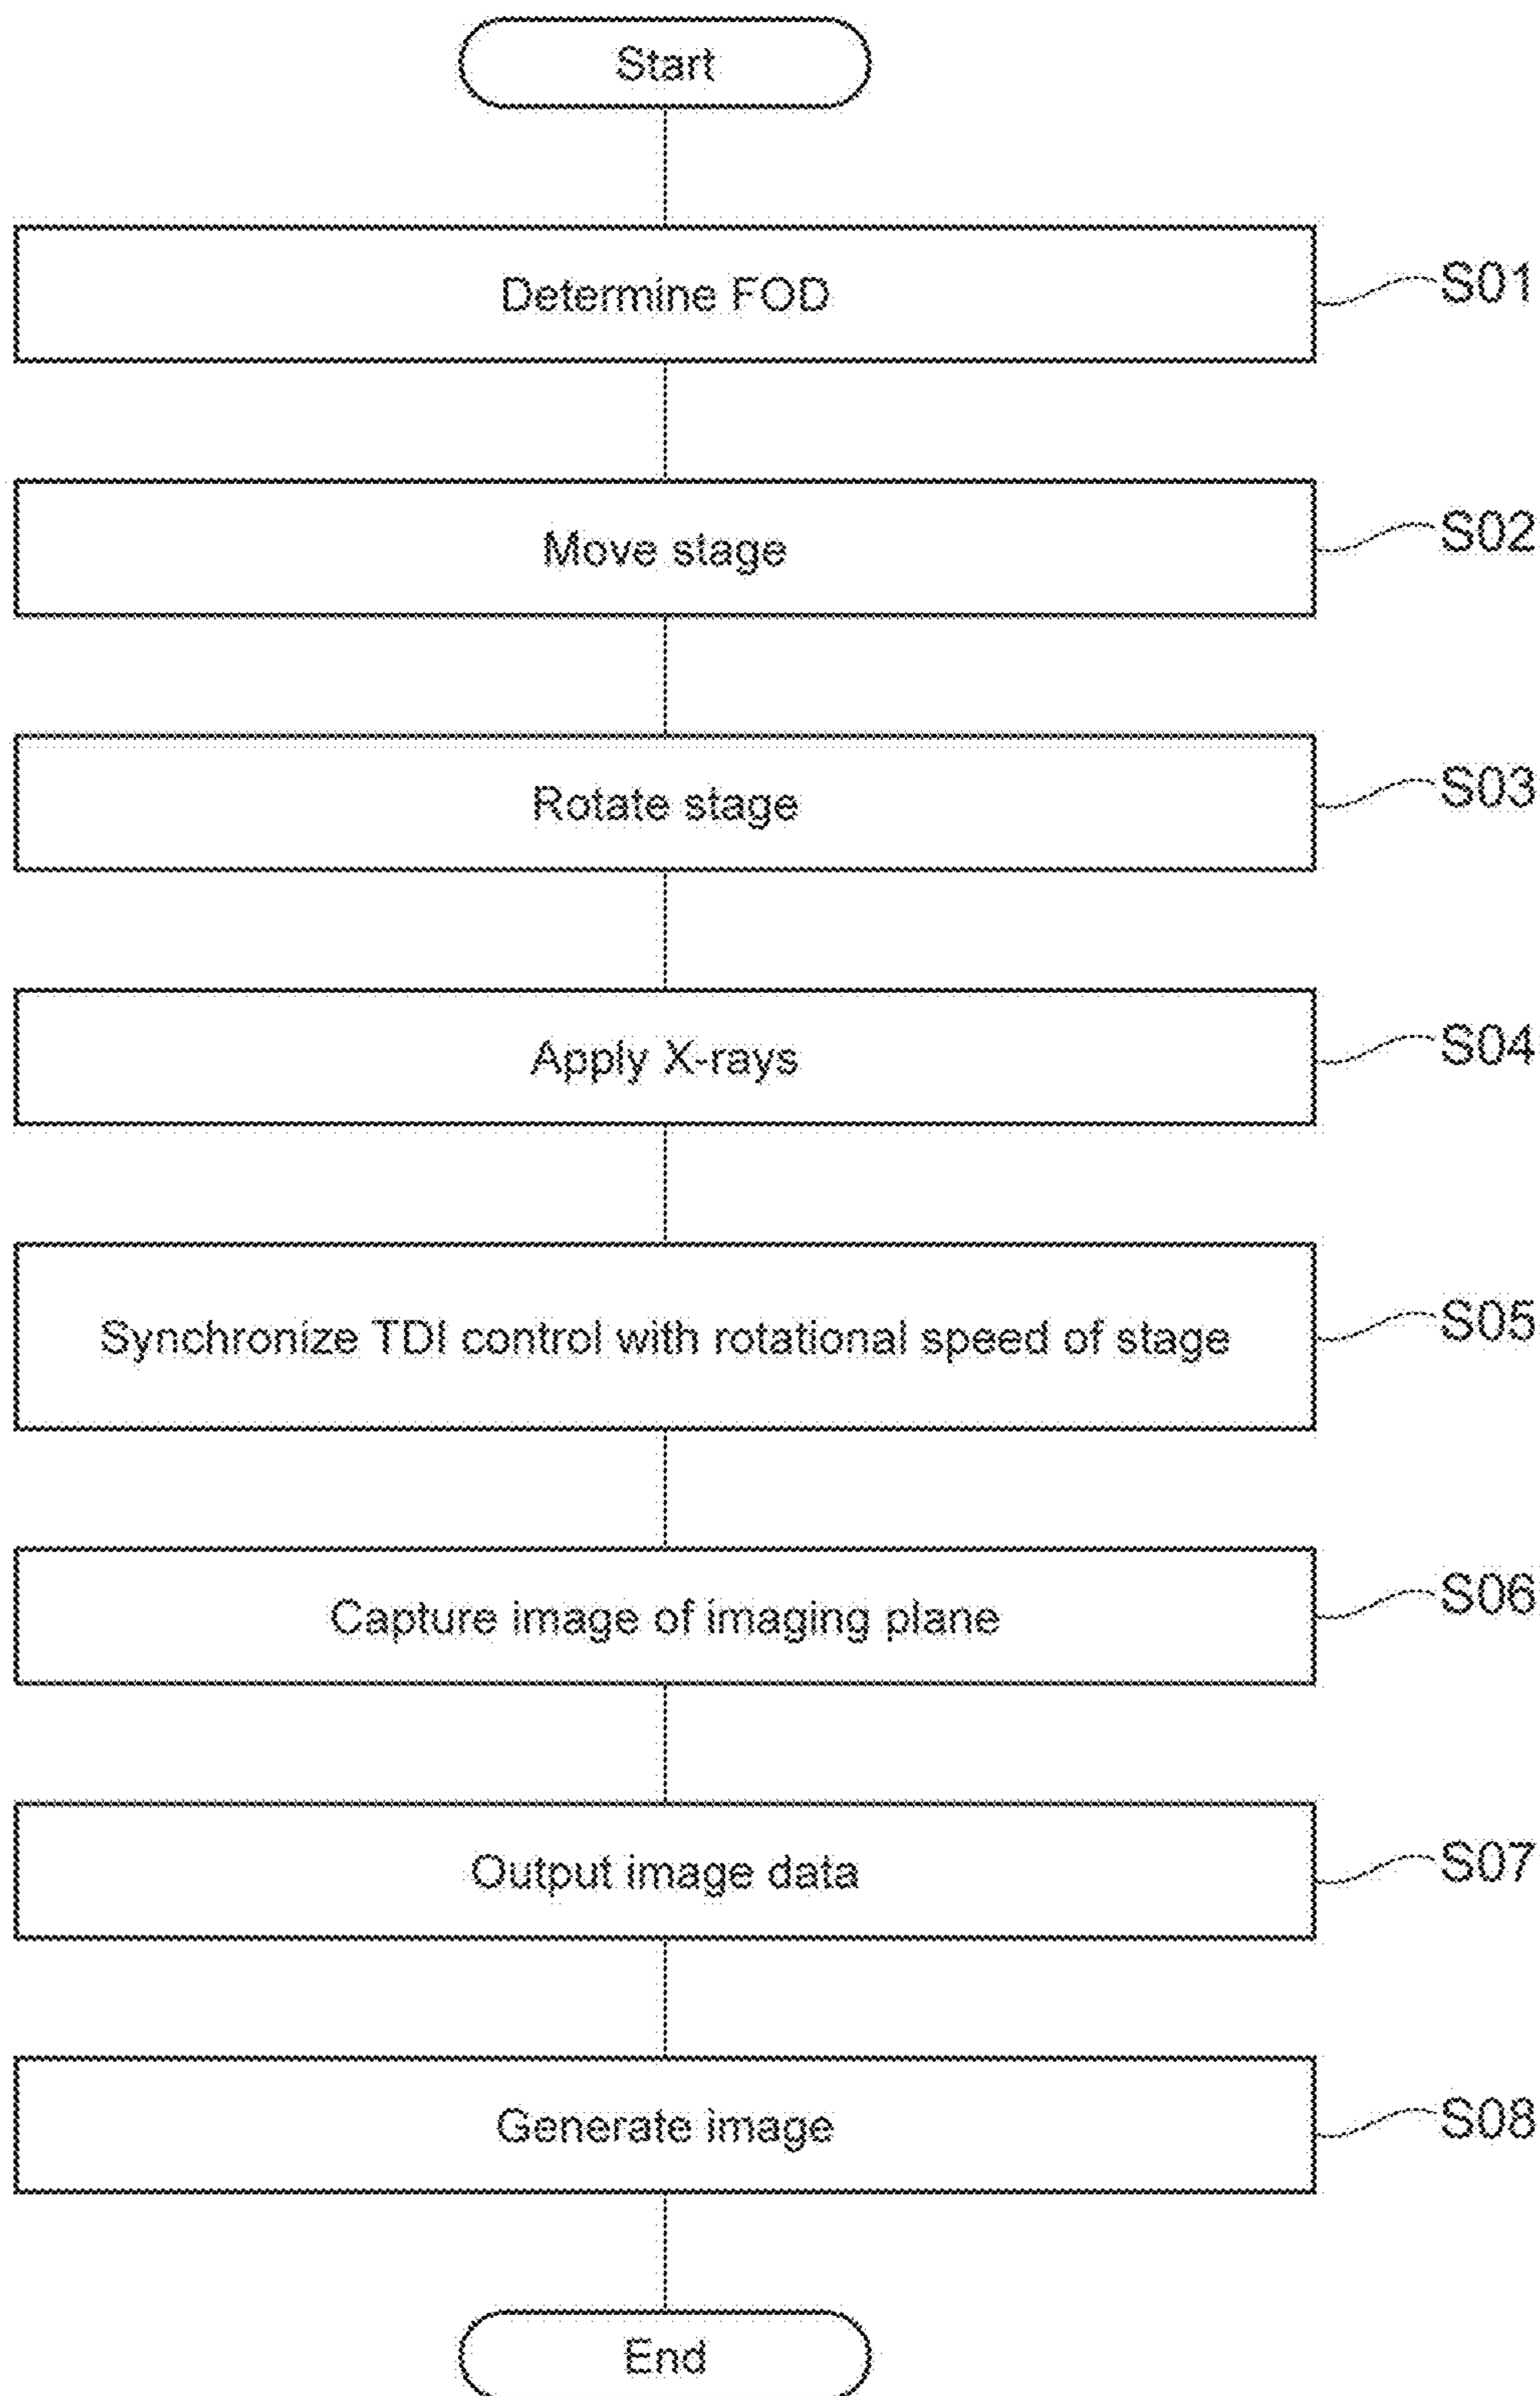 Start
Determine FOD
S01
Move stage
S02
Rotate stage
S03
Apply X-rays
S04
Synchronize TDI control with rotational speed of stage
S05
Capture image of imaging plane
S06
Output image data
S07
Generate image
S08
End